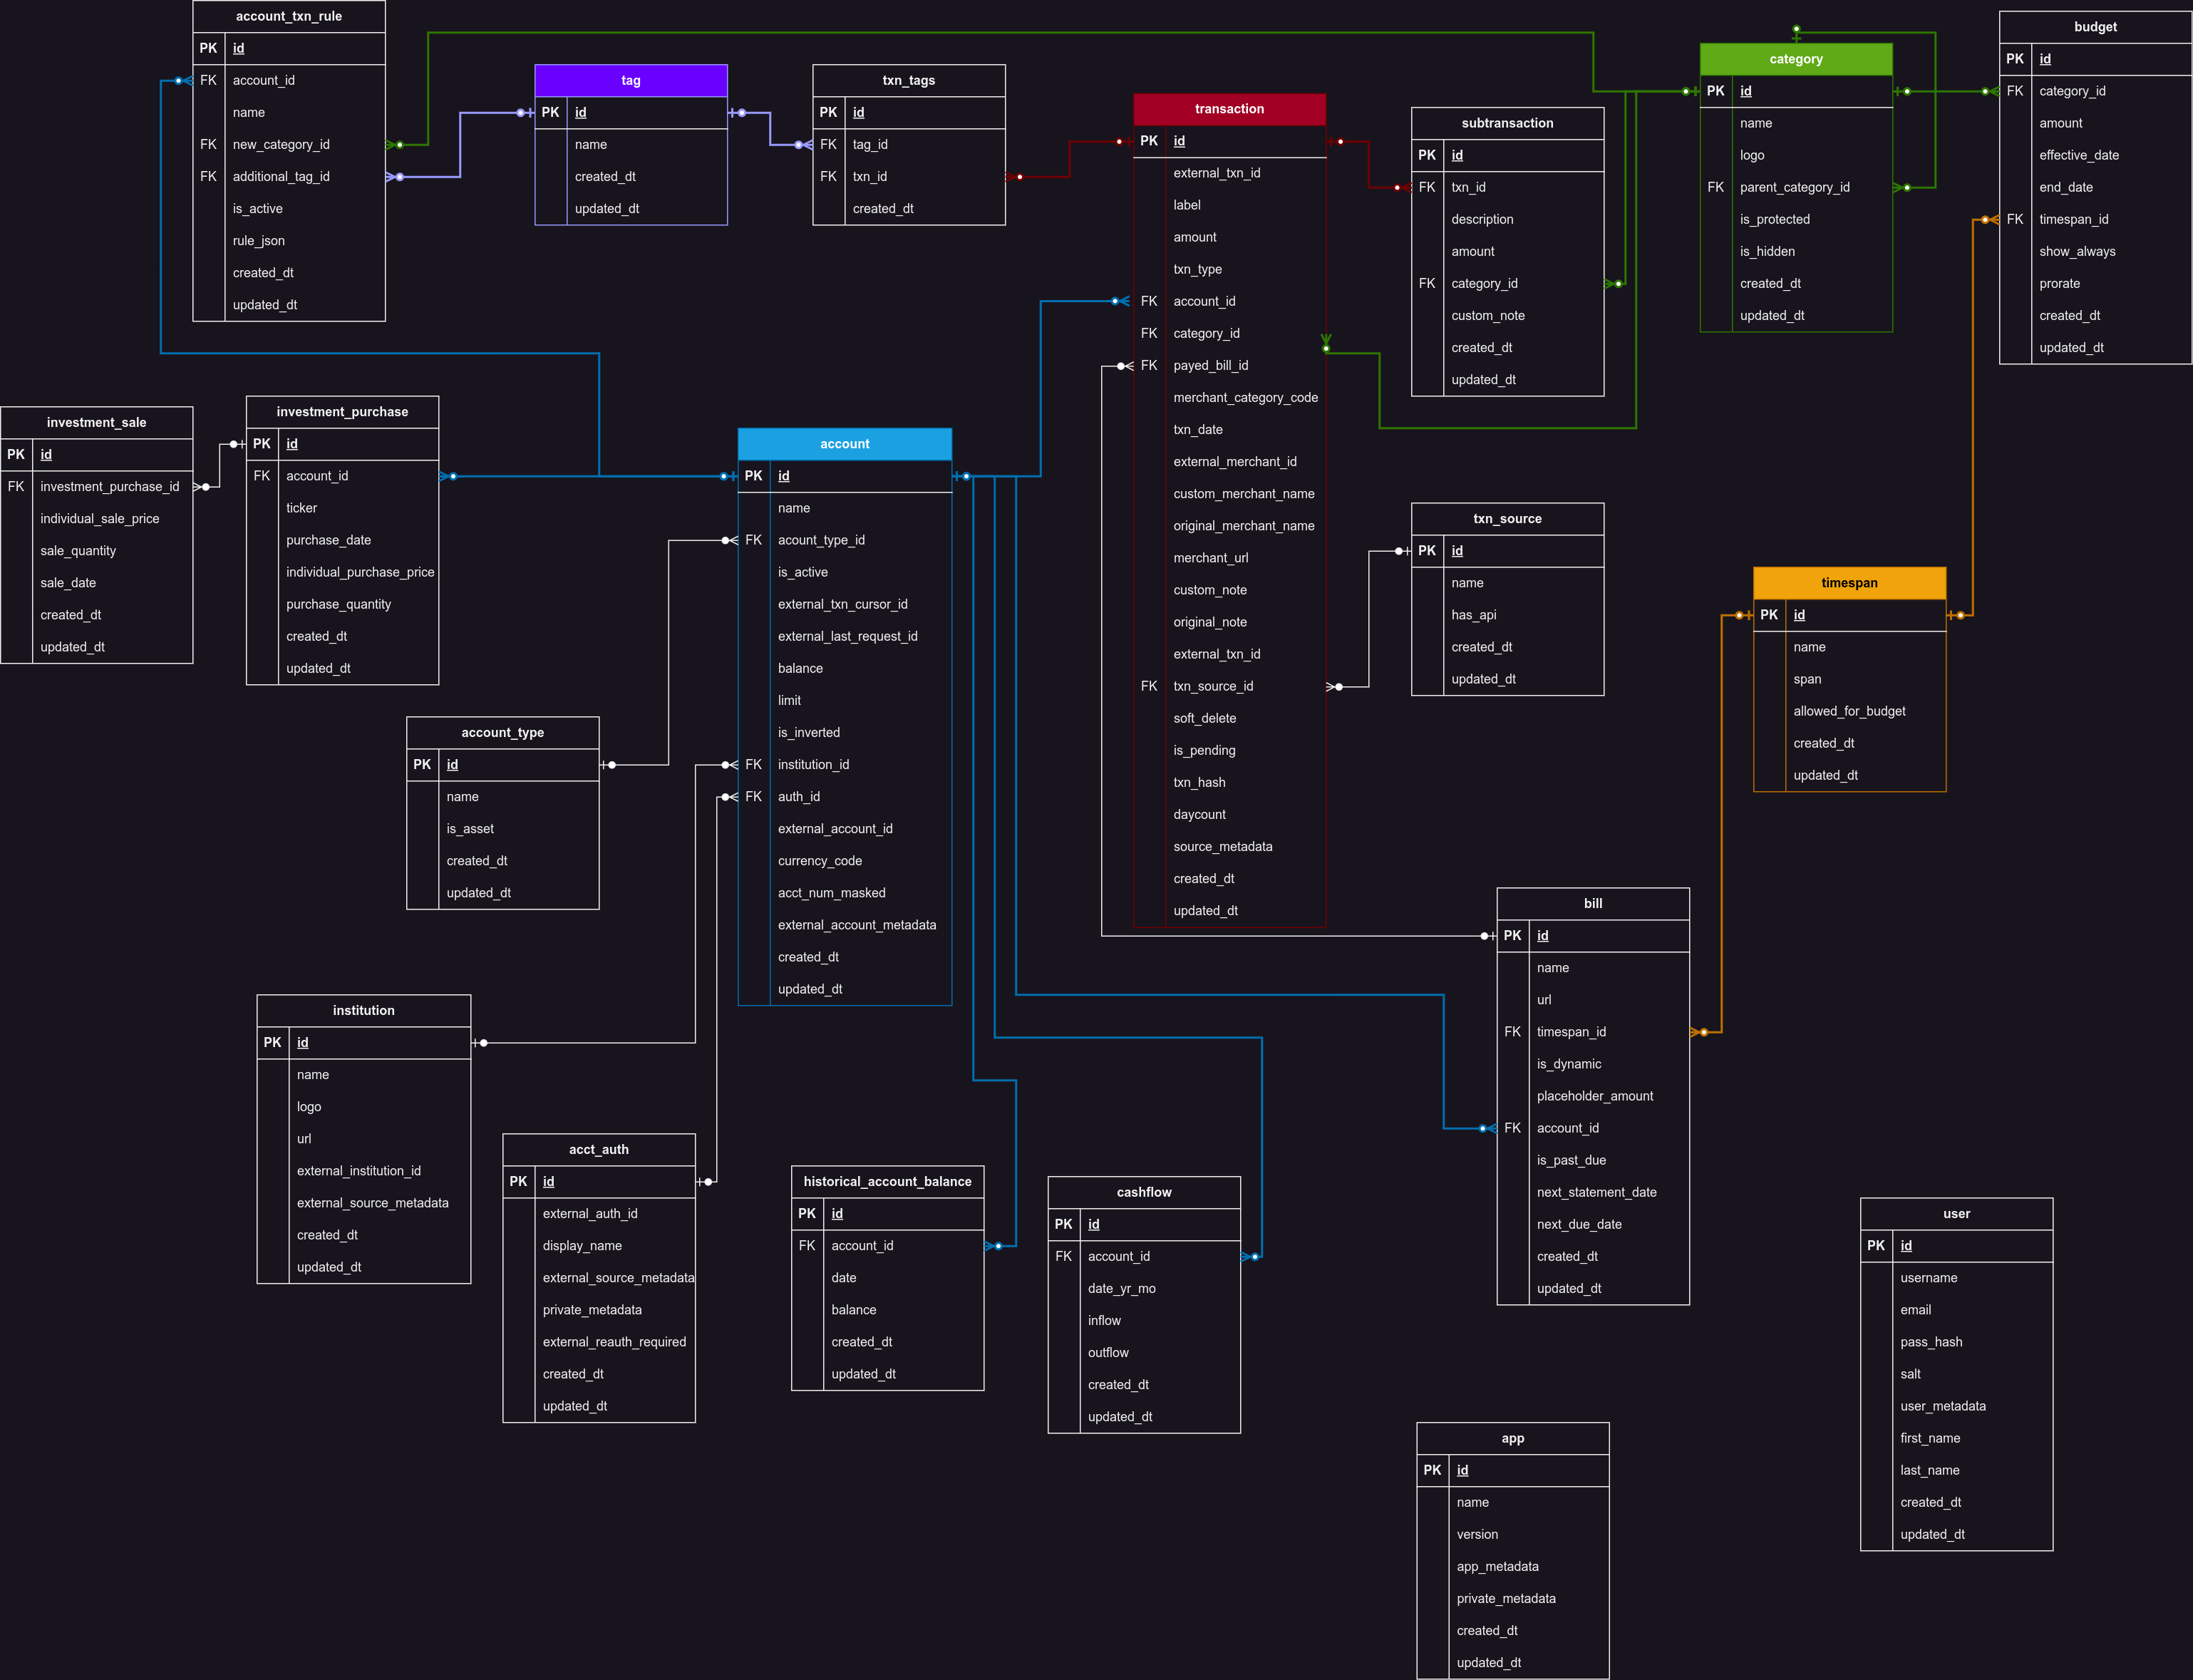 account_txn_rule
PK id
FK account_id
name
FK new_category_id
FK additional_tag_id
is_active
rule_json
created_dt
updated_dt
tag
PK id
name
created_dt
updated_dt
txn_tags
PK id
FK tag_id
FK txn_id
created_dt
transaction
PK id
external_txn_id
label
amount
txn_type
FK account_id
FK category_id
FK payed_bill_id
merchant_category_code
txn_date
external_merchant_id
custom_merchant_name
original_merchant_name
merchant_url
custom_note
original_note
external_txn_id
FK txn_source_id
soft_delete
is_pending
txn_hash
daycount
source_metadata
created_dt
updated_dt
subtransaction
PK id
FK txn_id
description
amount
FK category_id
custom_note
created_dt
updated_dt
category
PK id
name
logo
FK parent_category_id
is_protected
is_hidden
created_dt
updated_dt
budget
PK id
FK category_id
amount
effective_date
end_date
FK timespan_id
show_always
prorate
created_dt
updated_dt
investment_sale
PK id
FK investment_purchase_id
individual_sale_price
sale_quantity
sale_date
created_dt
updated_dt
investment_purchase
PK id
FK account_id
ticker
purchase_date
individual_purchase_price
purchase_quantity
created_dt
updated_dt
account
PK id
name
FK acount_type_id
is_active
external_txn_cursor_id
external_last_request_id
balance
limit
is_inverted
FK institution_id
FK auth_id
external_account_id
currency_code
acct_num_masked
external_account_metadata
created_dt
updated_dt
txn_source
PK id
name
has_api
created_dt
updated_dt
timespan
PK id
name
span
allowed_for_budget
created_dt
updated_dt
account_type
PK id
name
is_asset
created_dt
updated_dt
bill
PK id
name
url
FK timespan_id
is_dynamic
placeholder_amount
FK account_id
is_past_due
next_statement_date
next_due_date
created_dt
updated_dt
institution
PK id
name
logo
url
external_institution_id
external_source_metadata
created_dt
updated_dt
acct_auth
PK id
external_auth_id
display_name
external_source_metadata
private_metadata
external_reauth_required
created_dt
updated_dt
historical_account_balance
PK id
FK account_id
date
balance
created_dt
updated_dt
cashflow
PK id
FK account_id
date_yr_mo
inflow
outflow
created_dt
updated_dt
user
PK id
username
email
pass_hash
salt
user_metadata
first_name
last_name
created_dt
updated_dt
app
PK id
name
version
app_metadata
private_metadata
created_dt
updated_dt